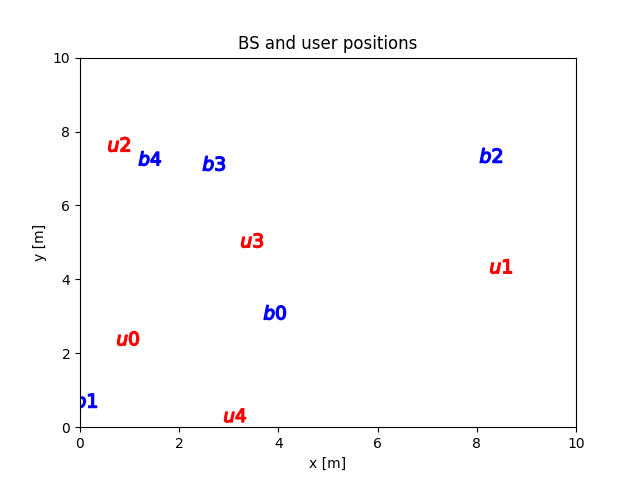 BS and user positions
10
8
6
4
2
0
y [m]
u2
b4
b3
b2
u3
u1
b0
u0
b1
u4
0 2 4 6 8 10
x [m]